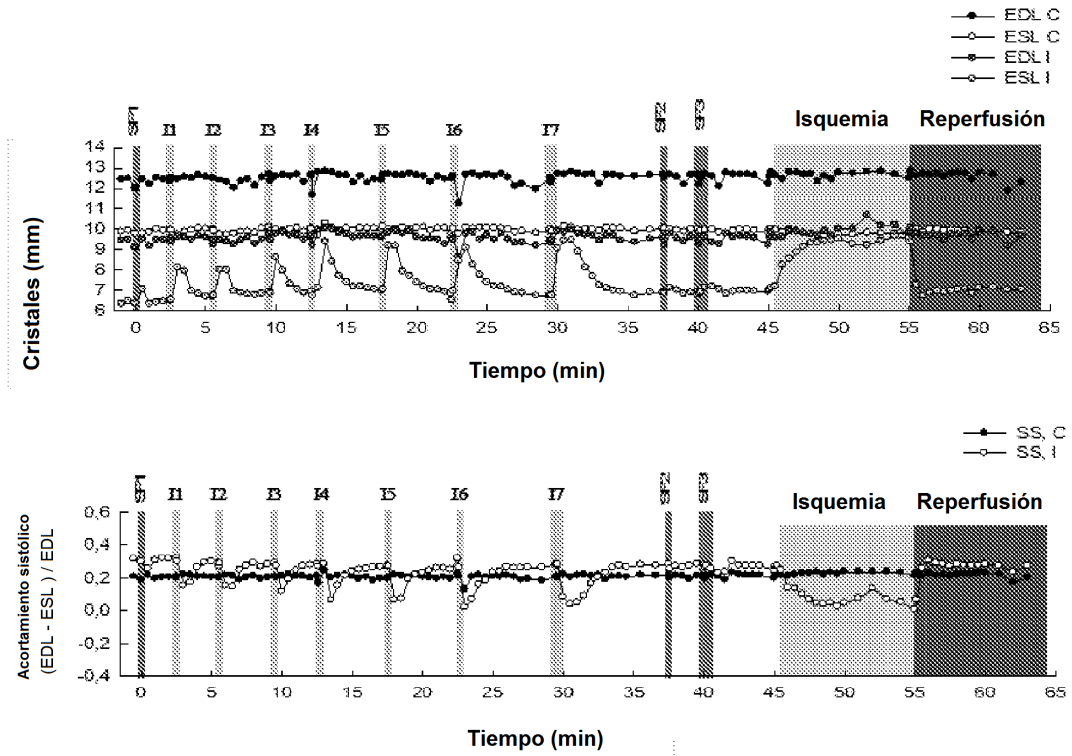 EDL C
ESL C
EDL I
ESL I
I1 I2 I3 I4 I5 I6 I7
Isquemia Reperfusión
14
13
12
11
10
9
8
7
6
0 5 10 15 20 25 30 35 40 45 50 55 60 65
Cristales (mm)
Tiempo (min)
SS, C
SS, I
I1 I2 I3 I4 I5 I6 I7
Isquemia Reperfusión
0,6
0,4
0,2
0,0
-0,2
-0,4
0 5 10 15 20 25 30 35 40 45 50 55 60 65
Acortamiento sistólico
(EDL - ESL ) / EDL
Tiempo (min)